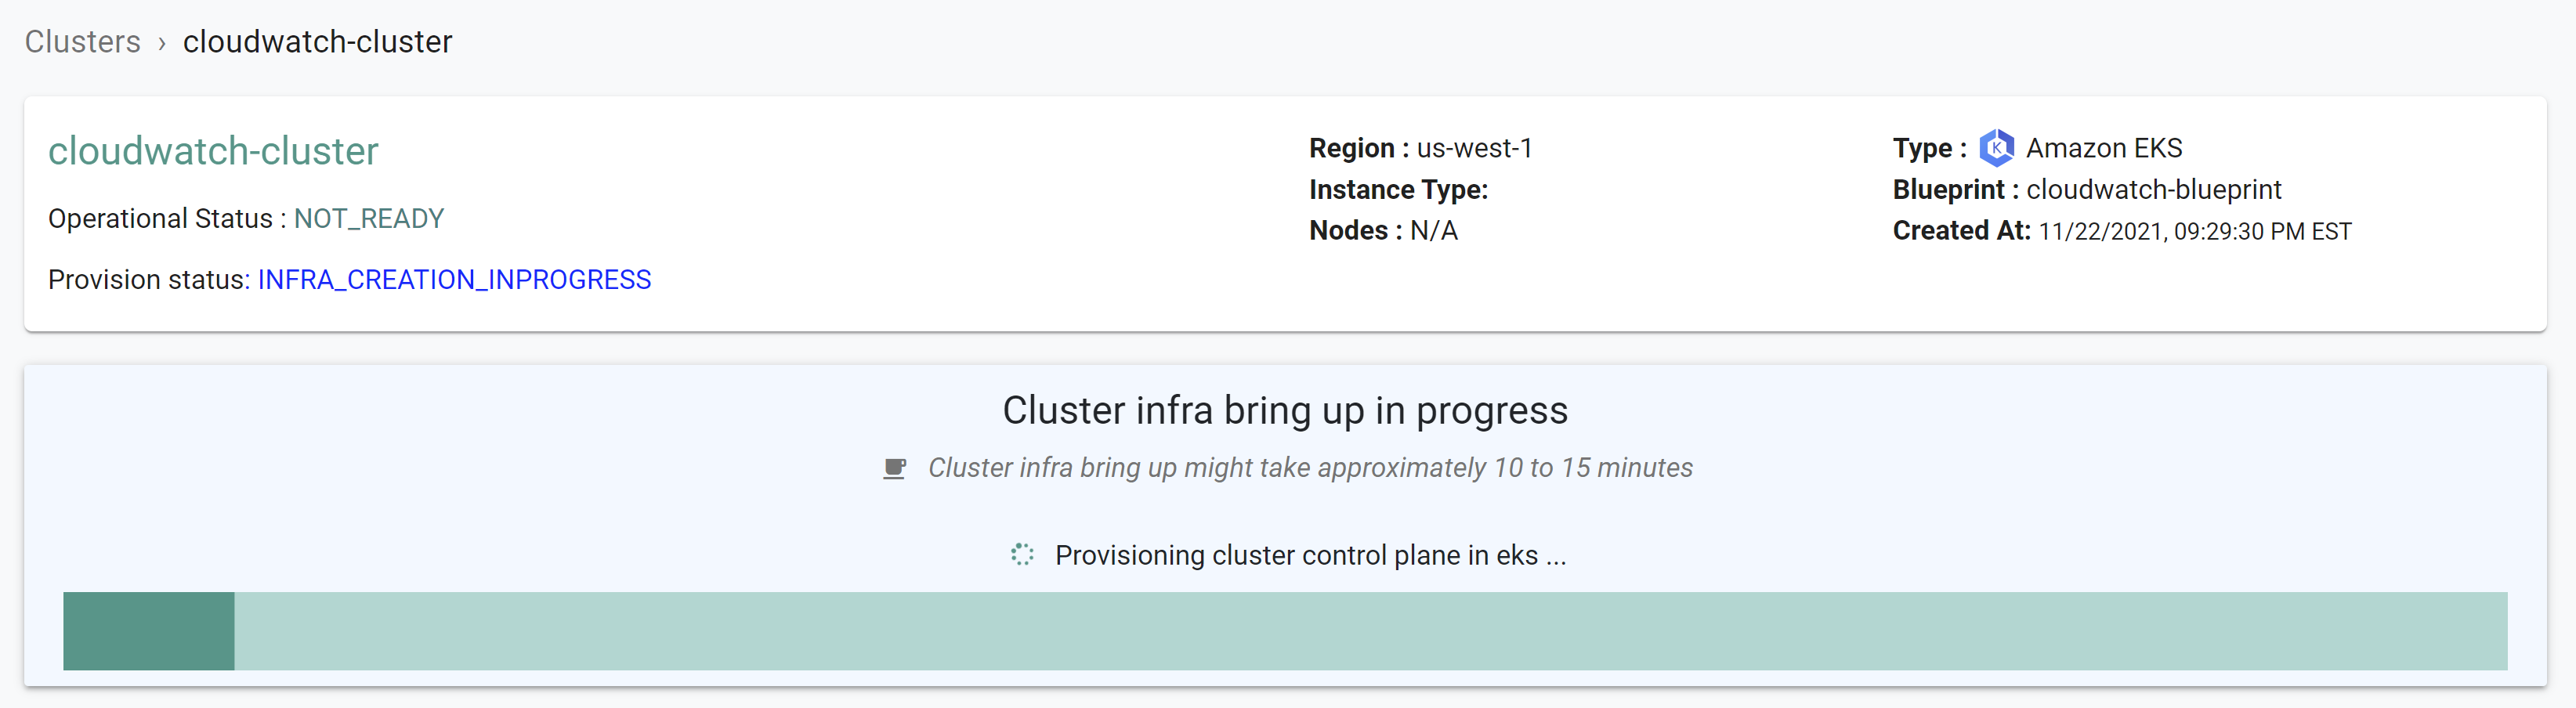 Clusters › cloudwatch-cluster
cloudwatch-cluster
Operational Status : NOT_READY
Provision status: INFRA_CREATION_INPROGRESS
Region : us-west-1
Instance Type:
Nodes : N/A
Type : K Amazon EKS
Blueprint : cloudwatch-blueprint
Created At: 11/22/2021, 09:29:30 PM EST
Cluster infra bring up in progress
Cluster infra bring up might take approximately 10 to 15 minutes
Provisioning cluster control plane in eks ...